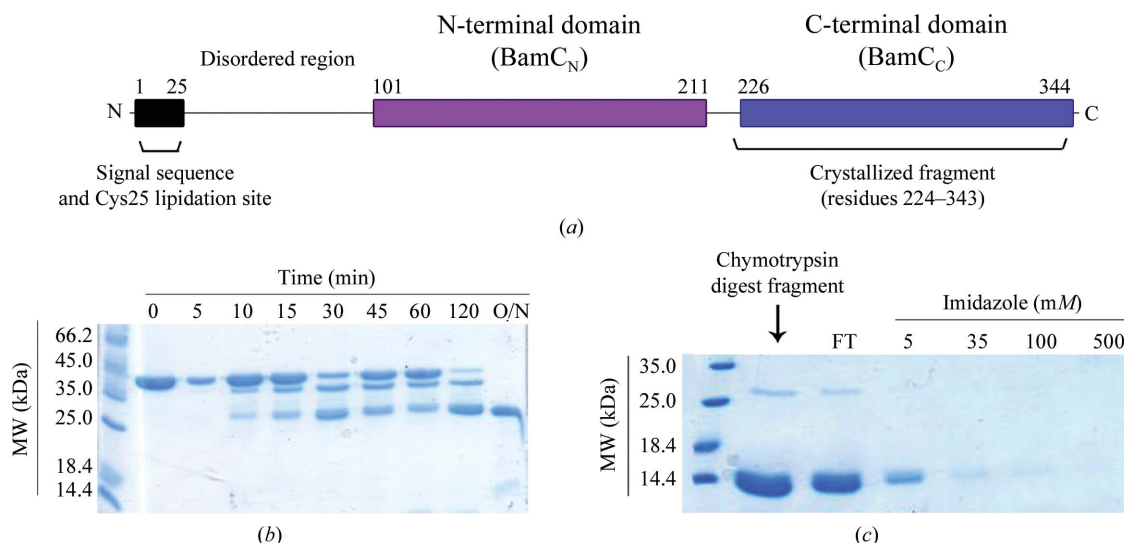 N-terminal domain
(BamCN)
C-terminal domain
(BamCC)
Disordered region
1 25 101 211 226 344
N C
Signal sequence
and Cys25 lipidation site
Crystallized fragment
(residues 224–343)
(a)
Time (min)
0 5 10 15 30 45 60 120 O/N
MW (kDa)
66.2
45.0
35.0
25.0
18.4
14.4
(b)
Chymotrypsin
digest fragment
Imidazole (mM)
FT 5 35 100 500
MW (kDa)
35.0
25.0
18.4
14.4
(c)